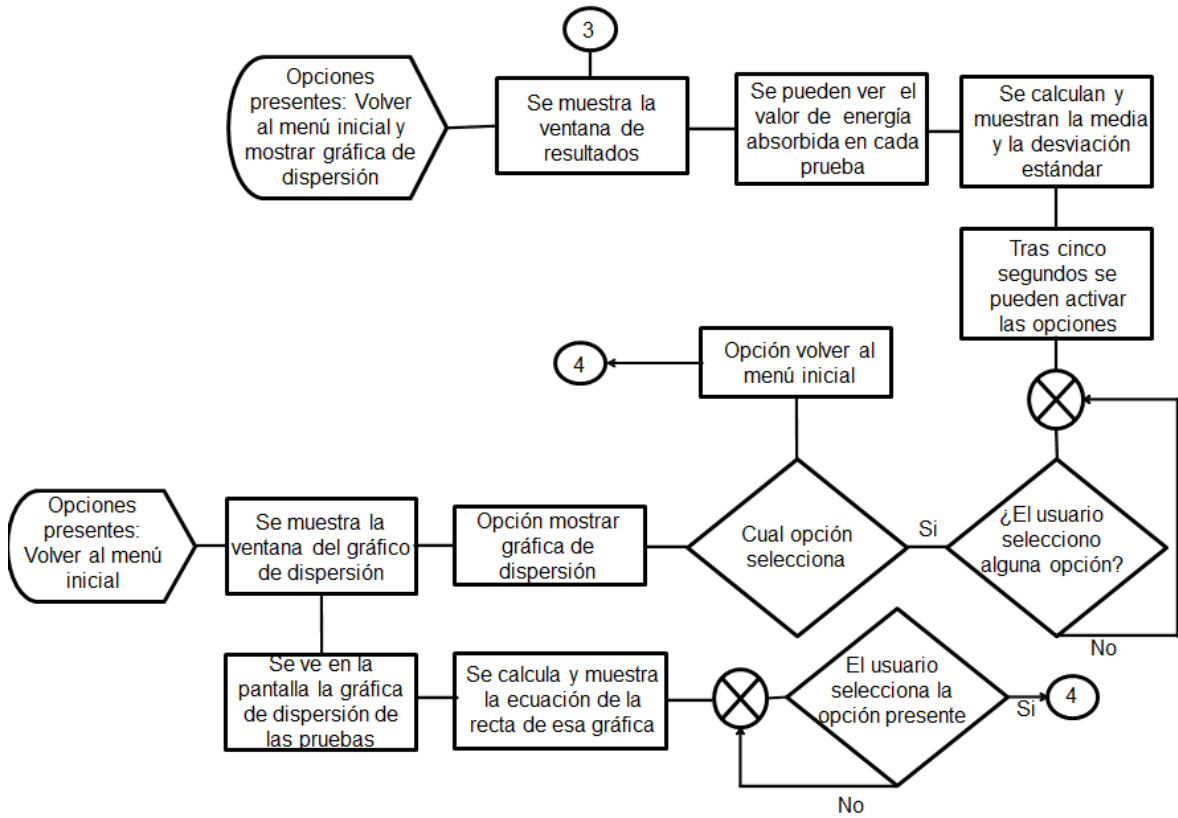 3
Opciones
presentes: Volver
al menú inicial y
mostrar gráfica de
dispersión
Se muestra la
ventana de
resultados
Se pueden ver el
valor de energía
absorbida en cada
prueba
Se calculan y
muestran la media
y la desviación
estándar
Tras cinco
segundos se
pueden activar
las opciones
4
Opción volver al
menú inicial
Opciones
presentes:
Volver al menú
inicial
Se muestra la
ventana del gráfico
de dispersión
Opción mostrar
gráfica de
dispersión
Cual opción
selecciona
Si
¿El usuario
selecciono
alguna opción?
No
Se ve en la
pantalla la gráfica
de dispersión de
las pruebas
Se calcula y muestra
la ecuación de la
recta de esa gráfica
El usuario
selecciona la
opción presente
Si
4
No